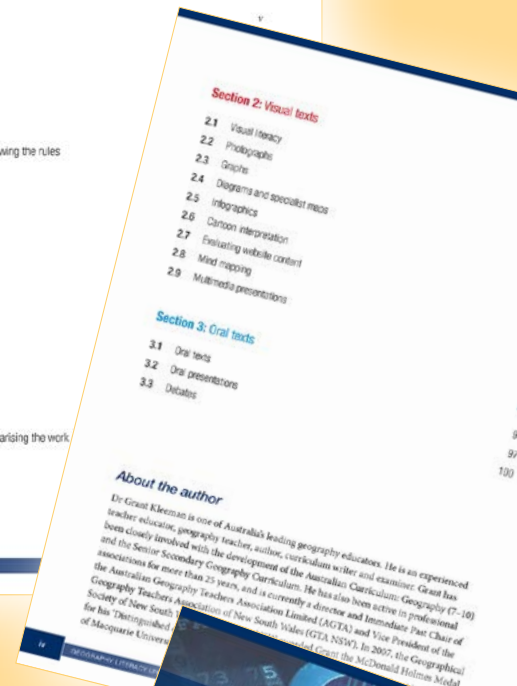 v
wing the rules
arising the work
Section 2: Visual texts
2.1 Visual literacy
2.2 Photographs
2.3 Graphs
2.4 Diagrams and specialist maps
2.5 Infographics
2.6 Cartoon interpretation
2.7 Evaluating website content
2.8 Mind mapping
2.9 Multimedia presentations
Section 3: Oral texts
3.1 Oral texts
3.2 Oral presentations
3.3 Debates
97
100
About the author
Dr Grant Kleeman is one of Australia's leading geography educators. He is an experienced
teacher educator, geography teacher, author, curriculum writer and examiner. Grant has
been closely involved with the development of the Australian Curriculum: Geography (7–10)
and the Senior Secondary Geography Curriculum. He has also been active in professional
associations for more than 25 years, and is currently a director and Immediate Past Chair of
the Australian Geography Teachers Association Limited (AGTA) and Vice President of the
Geography Teachers Association of New South Wales (GTA NSW). In 2007, the Geographical
Society of New South W awarded Grant the McDonald Holmes Medal
for his 'Distinguished
of Macquarie Universi
iv GEOGRAPHY LITERACY
75